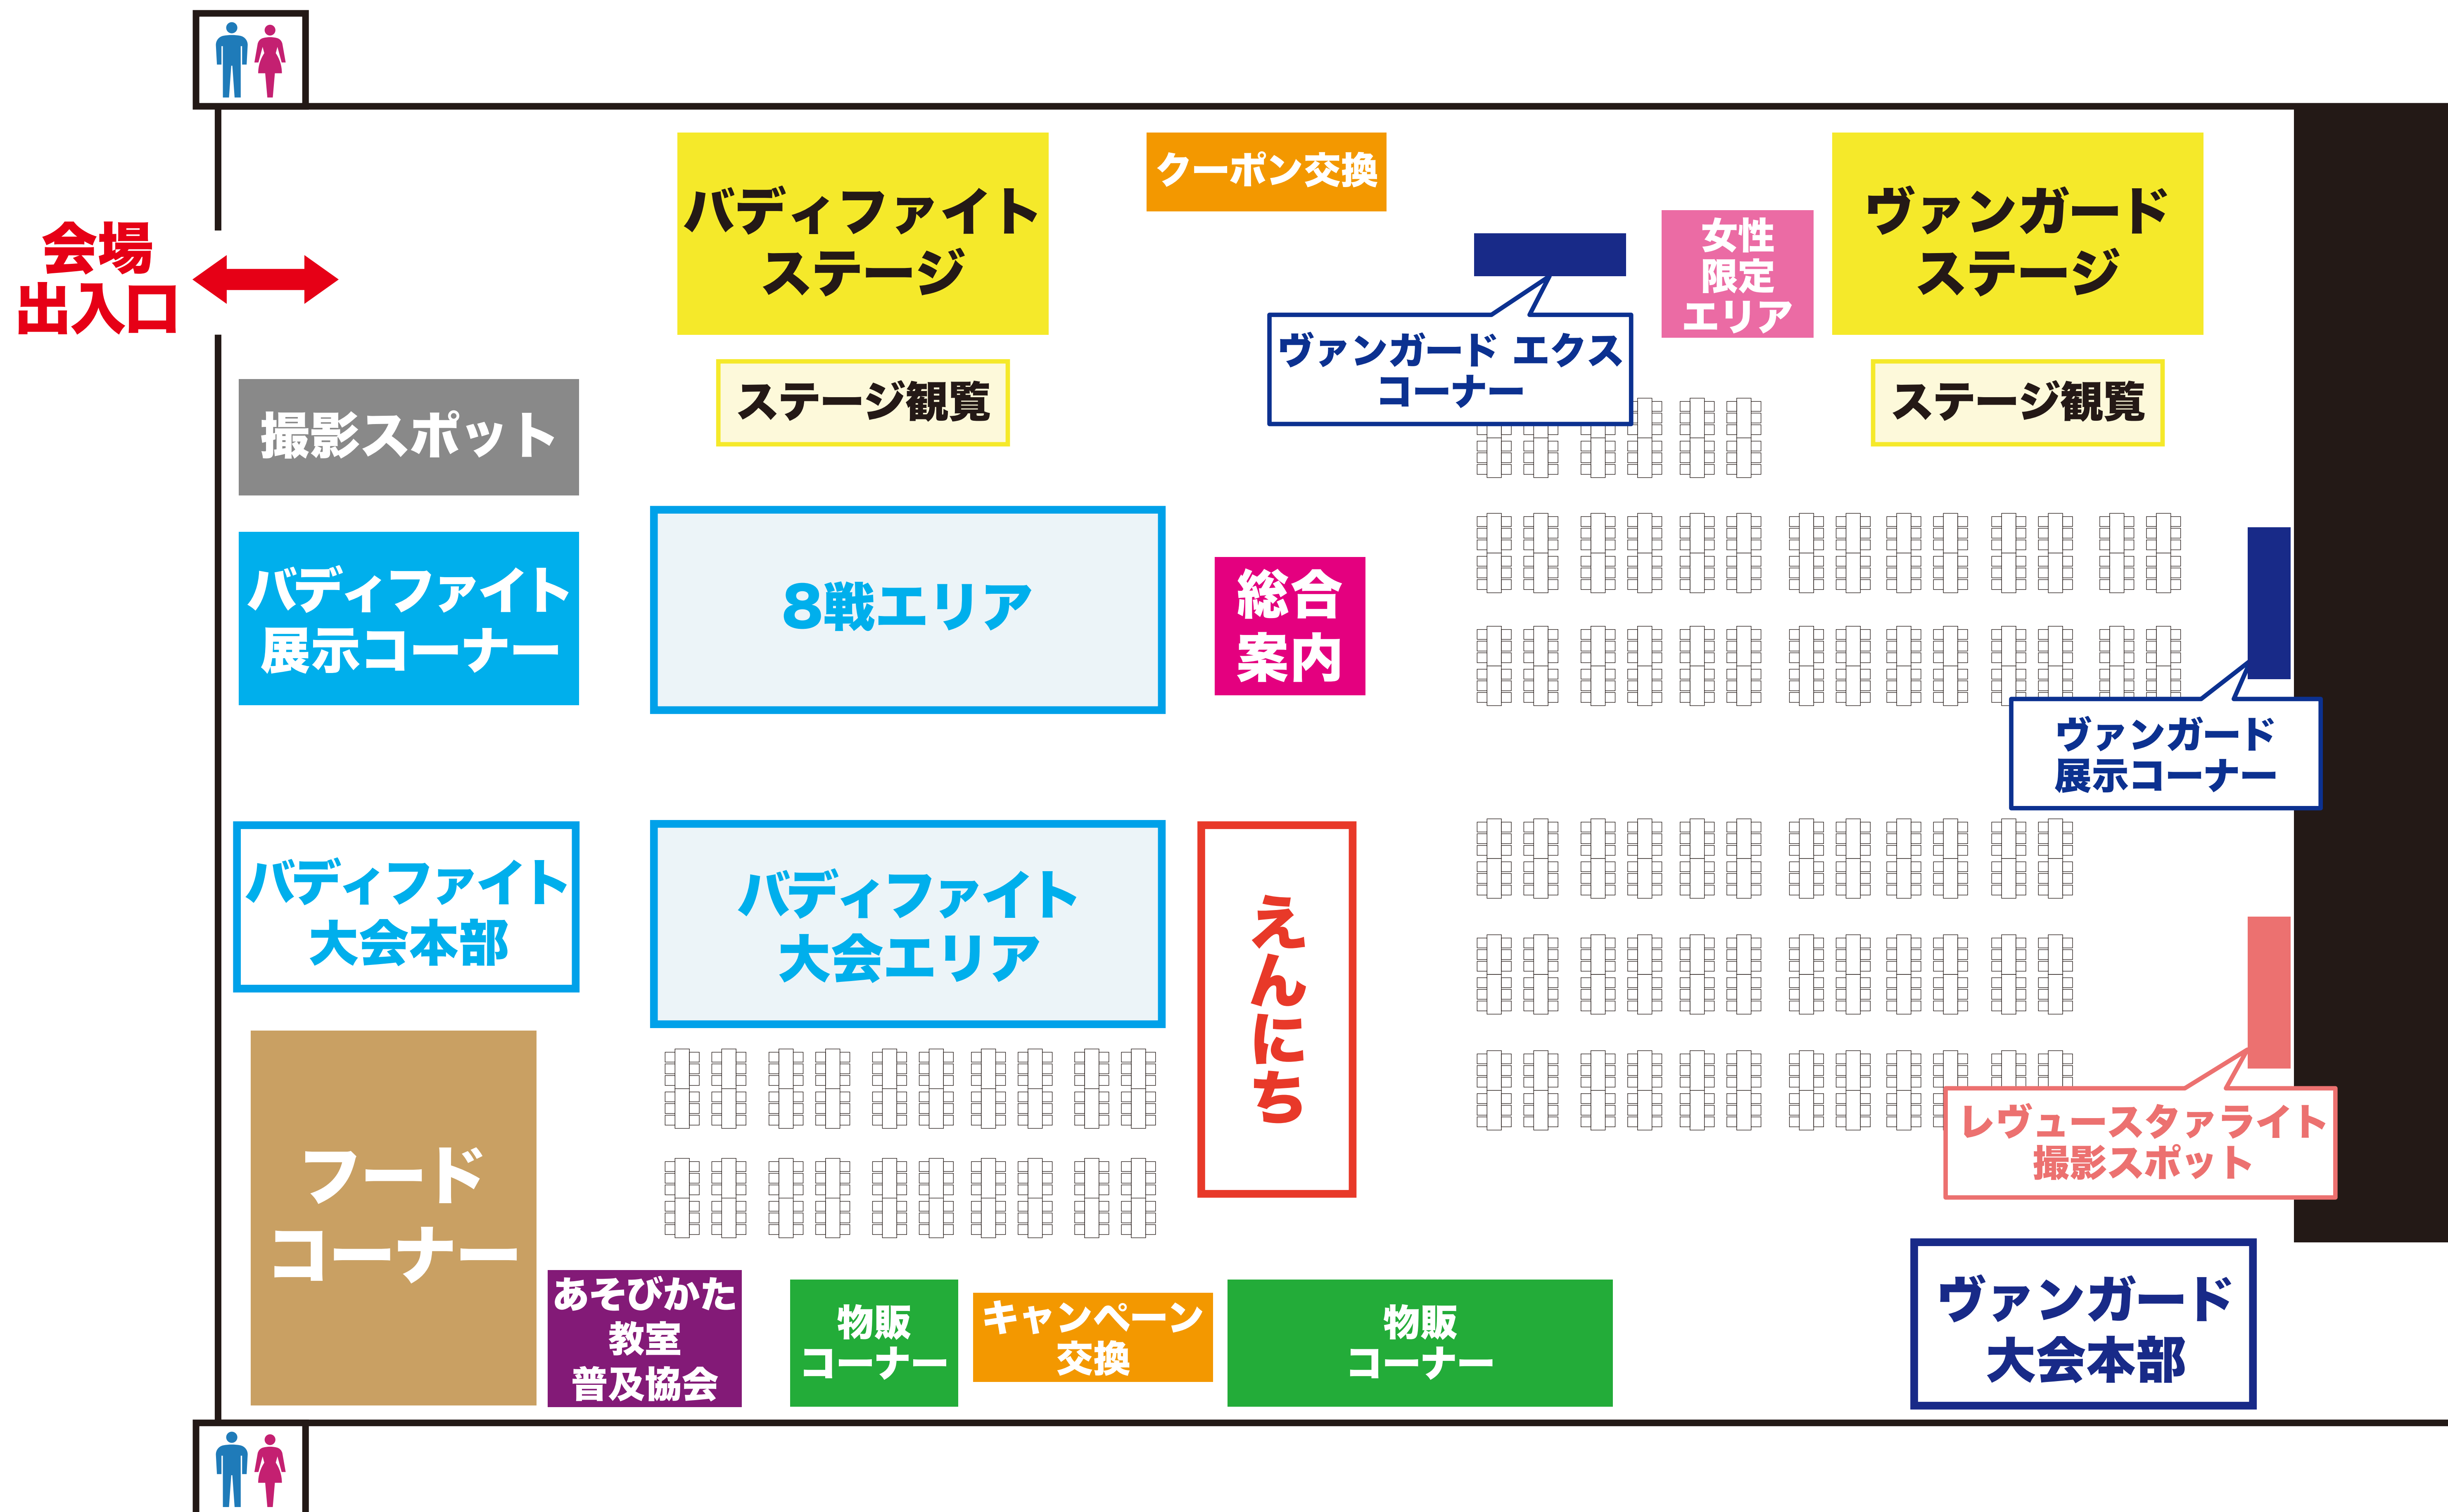 会場
出入口
バディファイト
ステージ
ステージ観覧
クーポン交換
ヴァンガード エクス
コーナー
女性
限定
エリア
ヴァンガード
ステージ
ステージ観覧
撮影スポット
バディファイト
展示コーナー
8戦エリア
総合
案内
ヴァンガード
展示コーナー
バディファイト
大会本部
バディファイト
大会エリア
えんにち
レヴュースタァライト
撮影スポット
フード
コーナー
あそびかた
教室
普及協会
物販
コーナー
キャンペーン
交換
物販
コーナー
ヴァンガード
大会本部